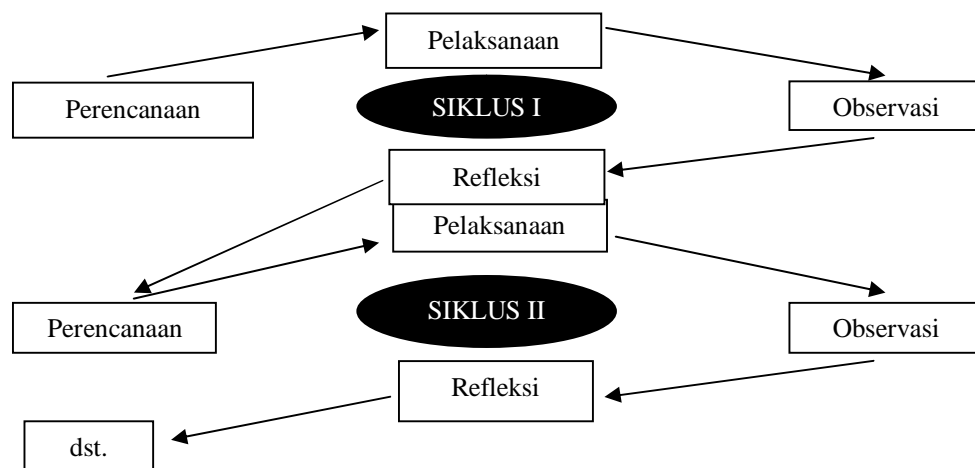 Pelaksanaan
Perencanaan
SIKLUS I
Observasi
Refleksi
Pelaksanaan
Perencanaan
SIKLUS II
Observasi
Refleksi
dst.